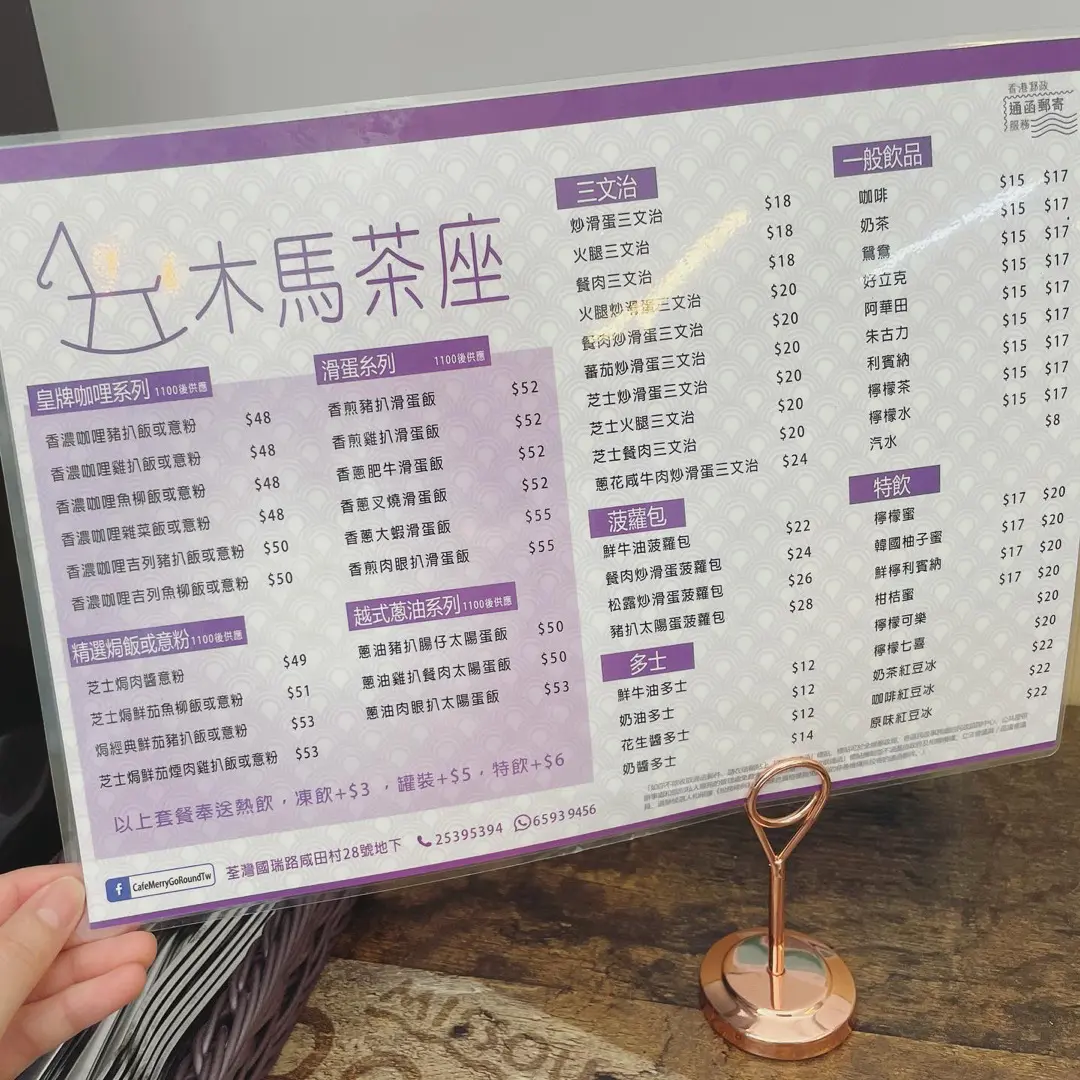 木馬茶座
皇牌咖哩系列 1100後供應
香濃咖哩豬扒飯或意粉 $48
香濃咖哩雞扒飯或意粉 $48
香濃咖哩魚柳飯或意粉 $48
香濃咖哩雜菜飯或意粉 $48
香濃咖哩吉列豬扒飯或意粉 $50
香濃咖哩吉列魚柳飯或意粉 $50
精選焗飯或意粉 1100後供應
芝士焗肉醬意粉 $49
芝士焗鮮茄魚柳飯或意粉 $51
焗經典鮮茄豬扒飯或意粉 $53
芝士焗鮮茄煙肉雞扒飯或意粉 $53
滑蛋系列 1100後供應
香煎豬扒滑蛋飯 $52
香煎雞扒滑蛋飯 $52
香蔥肥牛滑蛋飯 $52
香蔥叉燒滑蛋飯 $52
香蔥大蝦滑蛋飯 $55
香煎肉眼扒滑蛋飯 $55
越式蔥油系列 1100後供應
蔥油豬扒腸仔太陽蛋飯 $50
蔥油雞扒餐肉太陽蛋飯 $50
蔥油肉眼扒太陽蛋飯 $53
以上套餐奉送熱飲，凍飲+$3 ，罐裝+$5，特飲+$6
三文治
炒滑蛋三文治 $18
火腿三文治 $18
餐肉三文治 $18
火腿炒滑蛋三文治 $20
餐肉炒滑蛋三文治 $20
蕃茄炒滑蛋三文治 $20
芝士炒滑蛋三文治 $20
芝士火腿三文治 $20
芝士餐肉三文治 $20
蔥花咸牛肉炒滑蛋三文治 $24
菠蘿包
鮮牛油菠蘿包 $22
餐肉炒滑蛋菠蘿包 $24
松露炒滑蛋菠蘿包 $26
豬扒太陽蛋菠蘿包 $28
多士
鮮牛油多士 $12
奶油多士 $12
花生醬多士 $12
奶醬多士 $14
香港郵政
通函郵寄
服務
一般飲品
咖啡 $15 $17
奶茶 $15 $17
鴛鴦 $15 $17
好立克 $15 $17
阿華田 $15 $17
朱古力 $15 $17
利賓納 $15 $17
檸檬茶 $15 $17
檸檬水 $15 $17
汽水 $8
特飲
檸檬蜜 $17 $20
韓國柚子蜜 $17 $20
鮮檸利賓納 $17 $20
柑桔蜜 $17 $20
檸檬可樂 $20
檸檬七喜 $20
奶茶紅豆冰 $22
咖啡紅豆冰 $22
原味紅豆冰 $22
CafeMerryGoRoundTw 荃灣國瑞路咸田村28號地下 25395394 6593 9456